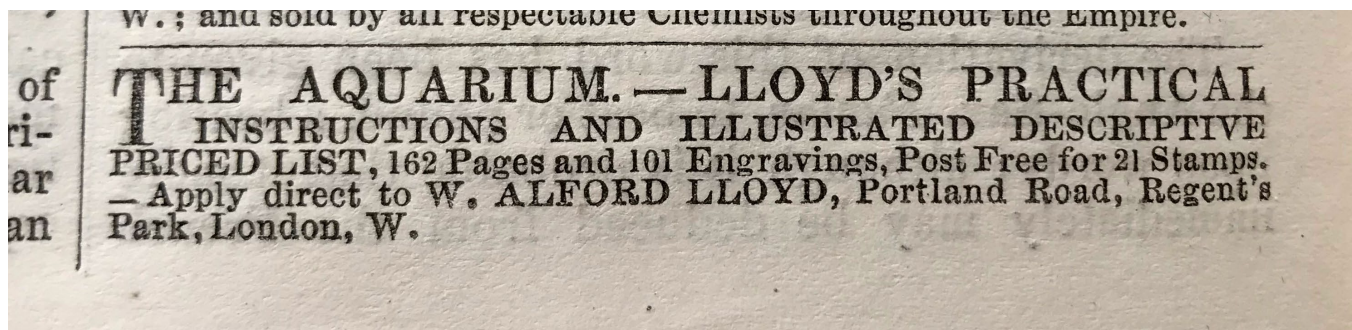 W.; and sold by all respectable Chemists throughout the Empire.
of
ri-
ar
an
THE AQUARIUM.—LLOYD'S PRACTICAL
INSTRUCTIONS AND ILLUSTRATED DESCRIPTIVE
PRICED LIST, 162 Pages and 101 Engravings, Post Free for 21 Stamps.
—Apply direct to W. ALFORD LLOYD, Portland Road, Regent's
Park, London, W.